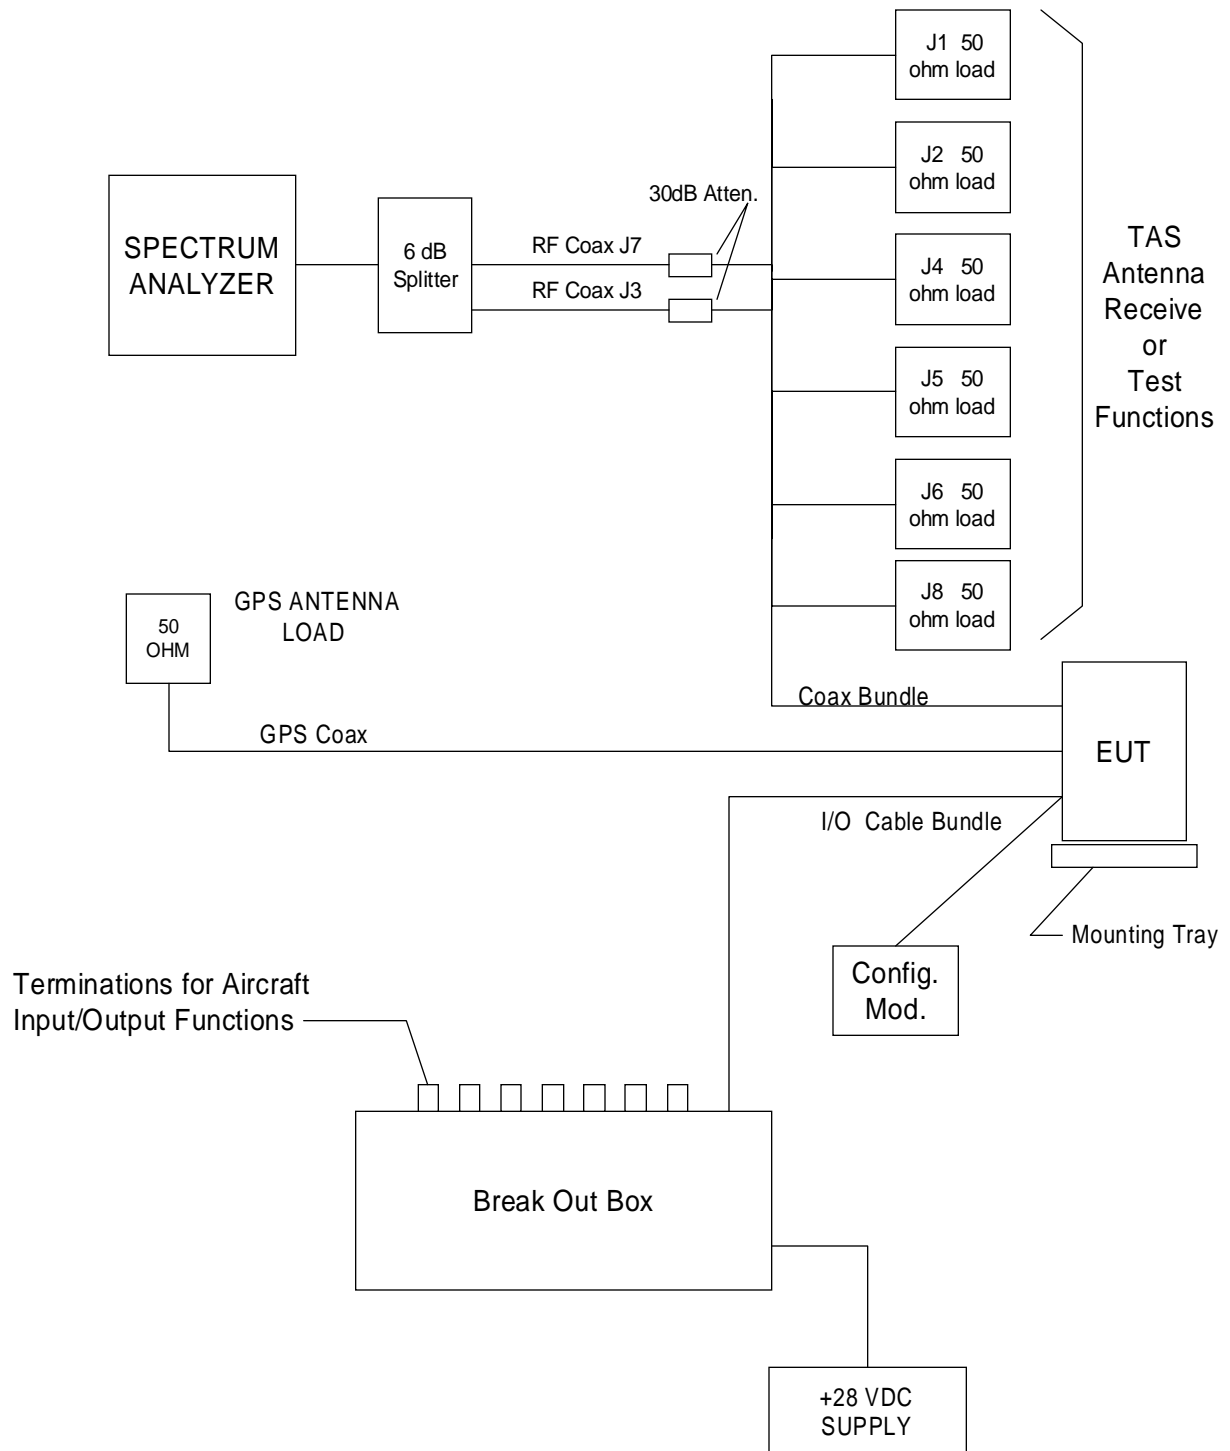 J1 50
ohm load
J2 50
ohm load
30dB Atten.
SPECTRUM
ANALYZER
6 dB
Splitter
RF Coax J7
RF Coax J3
J4 50
ohm load
TAS
Antenna
Receive
or
Test
Functions
J5 50
ohm load
J6 50
ohm load
J8 50
ohm load
50
OHM
GPS ANTENNA
LOAD
Coax Bundle
GPS Coax
EUT
I/O Cable Bundle
Mounting Tray
Config.
Mod.
Terminations for Aircraft
Input/Output Functions
Break Out Box
+28 VDC
SUPPLY